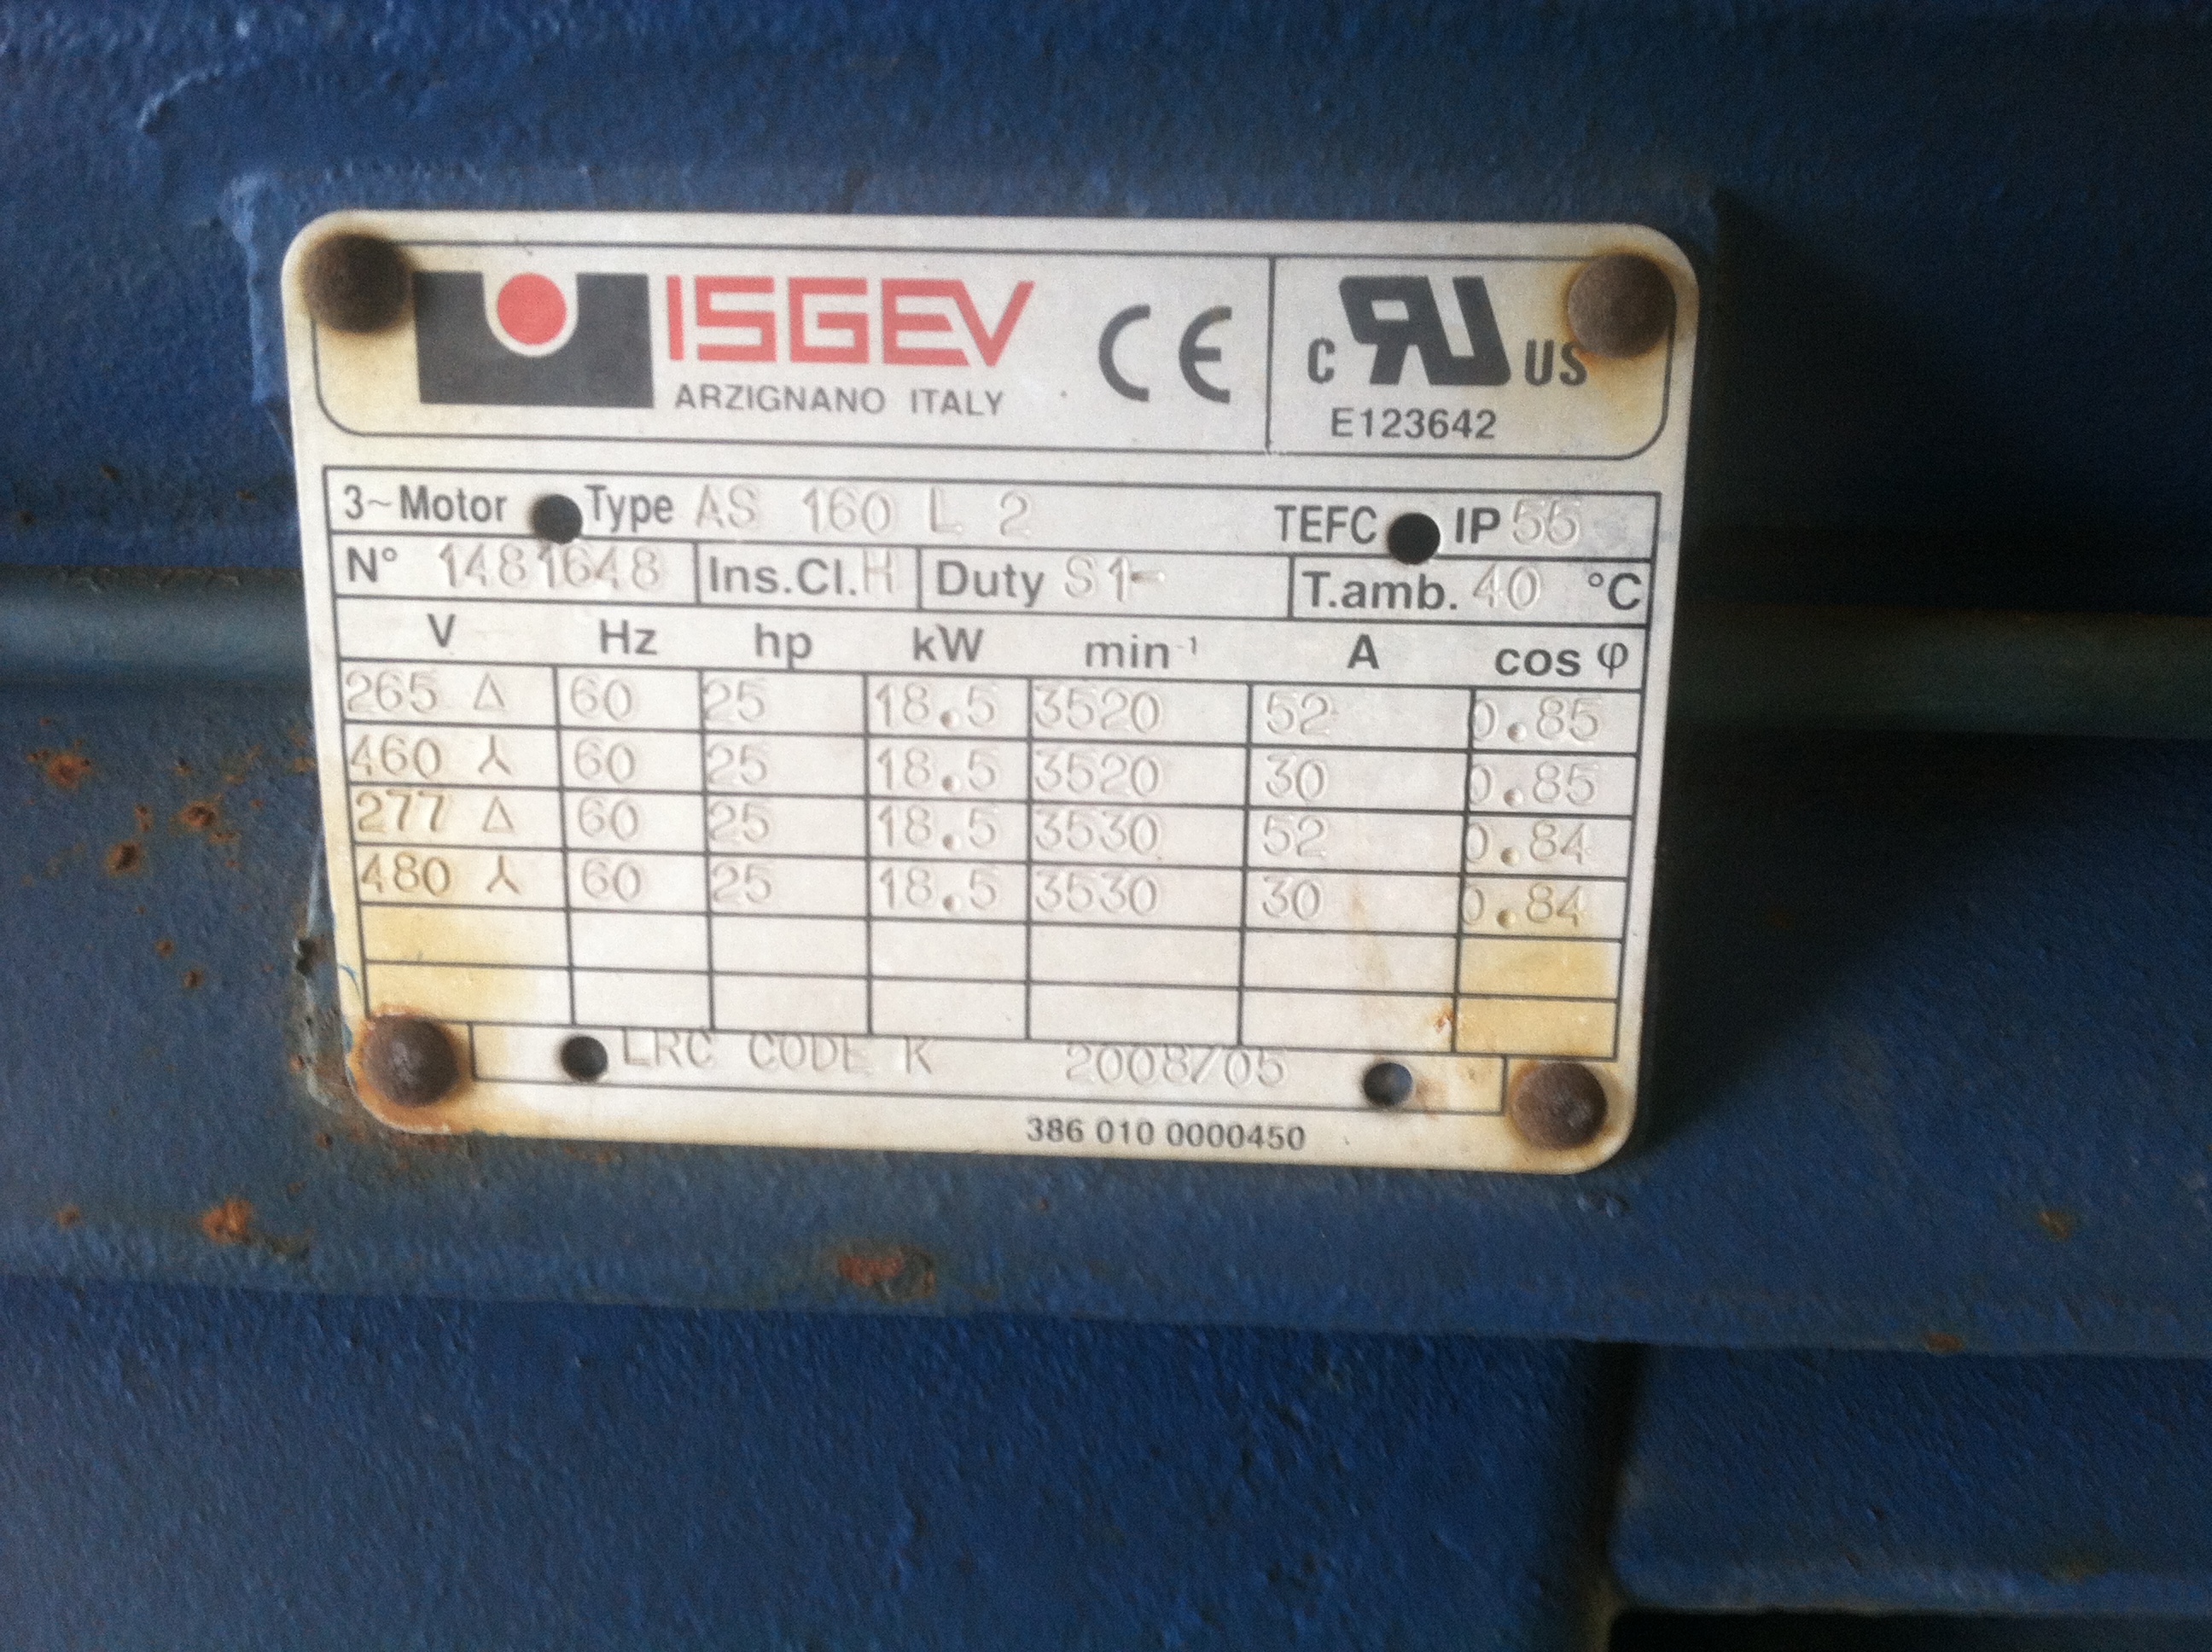 ISGEV
ARZIGNANO ITALY
CE
C RU US
E123642
3~Motor Type AS 160 L 2 TEFC IP 55
N° 1481648 Ins.Cl. H Duty S1- T.amb. 40 °C
V Hz hp kW min⁻¹ A cos φ
265 Δ 60 25 18.5 3520 52 0.85
460 ⅄ 60 25 18.5 3520 30 0.85
277 Δ 60 25 18.5 3530 52 0.84
480 ⅄ 60 25 18.5 3530 30 0.84
LRC CODE K 2008/05
386 010 0000450